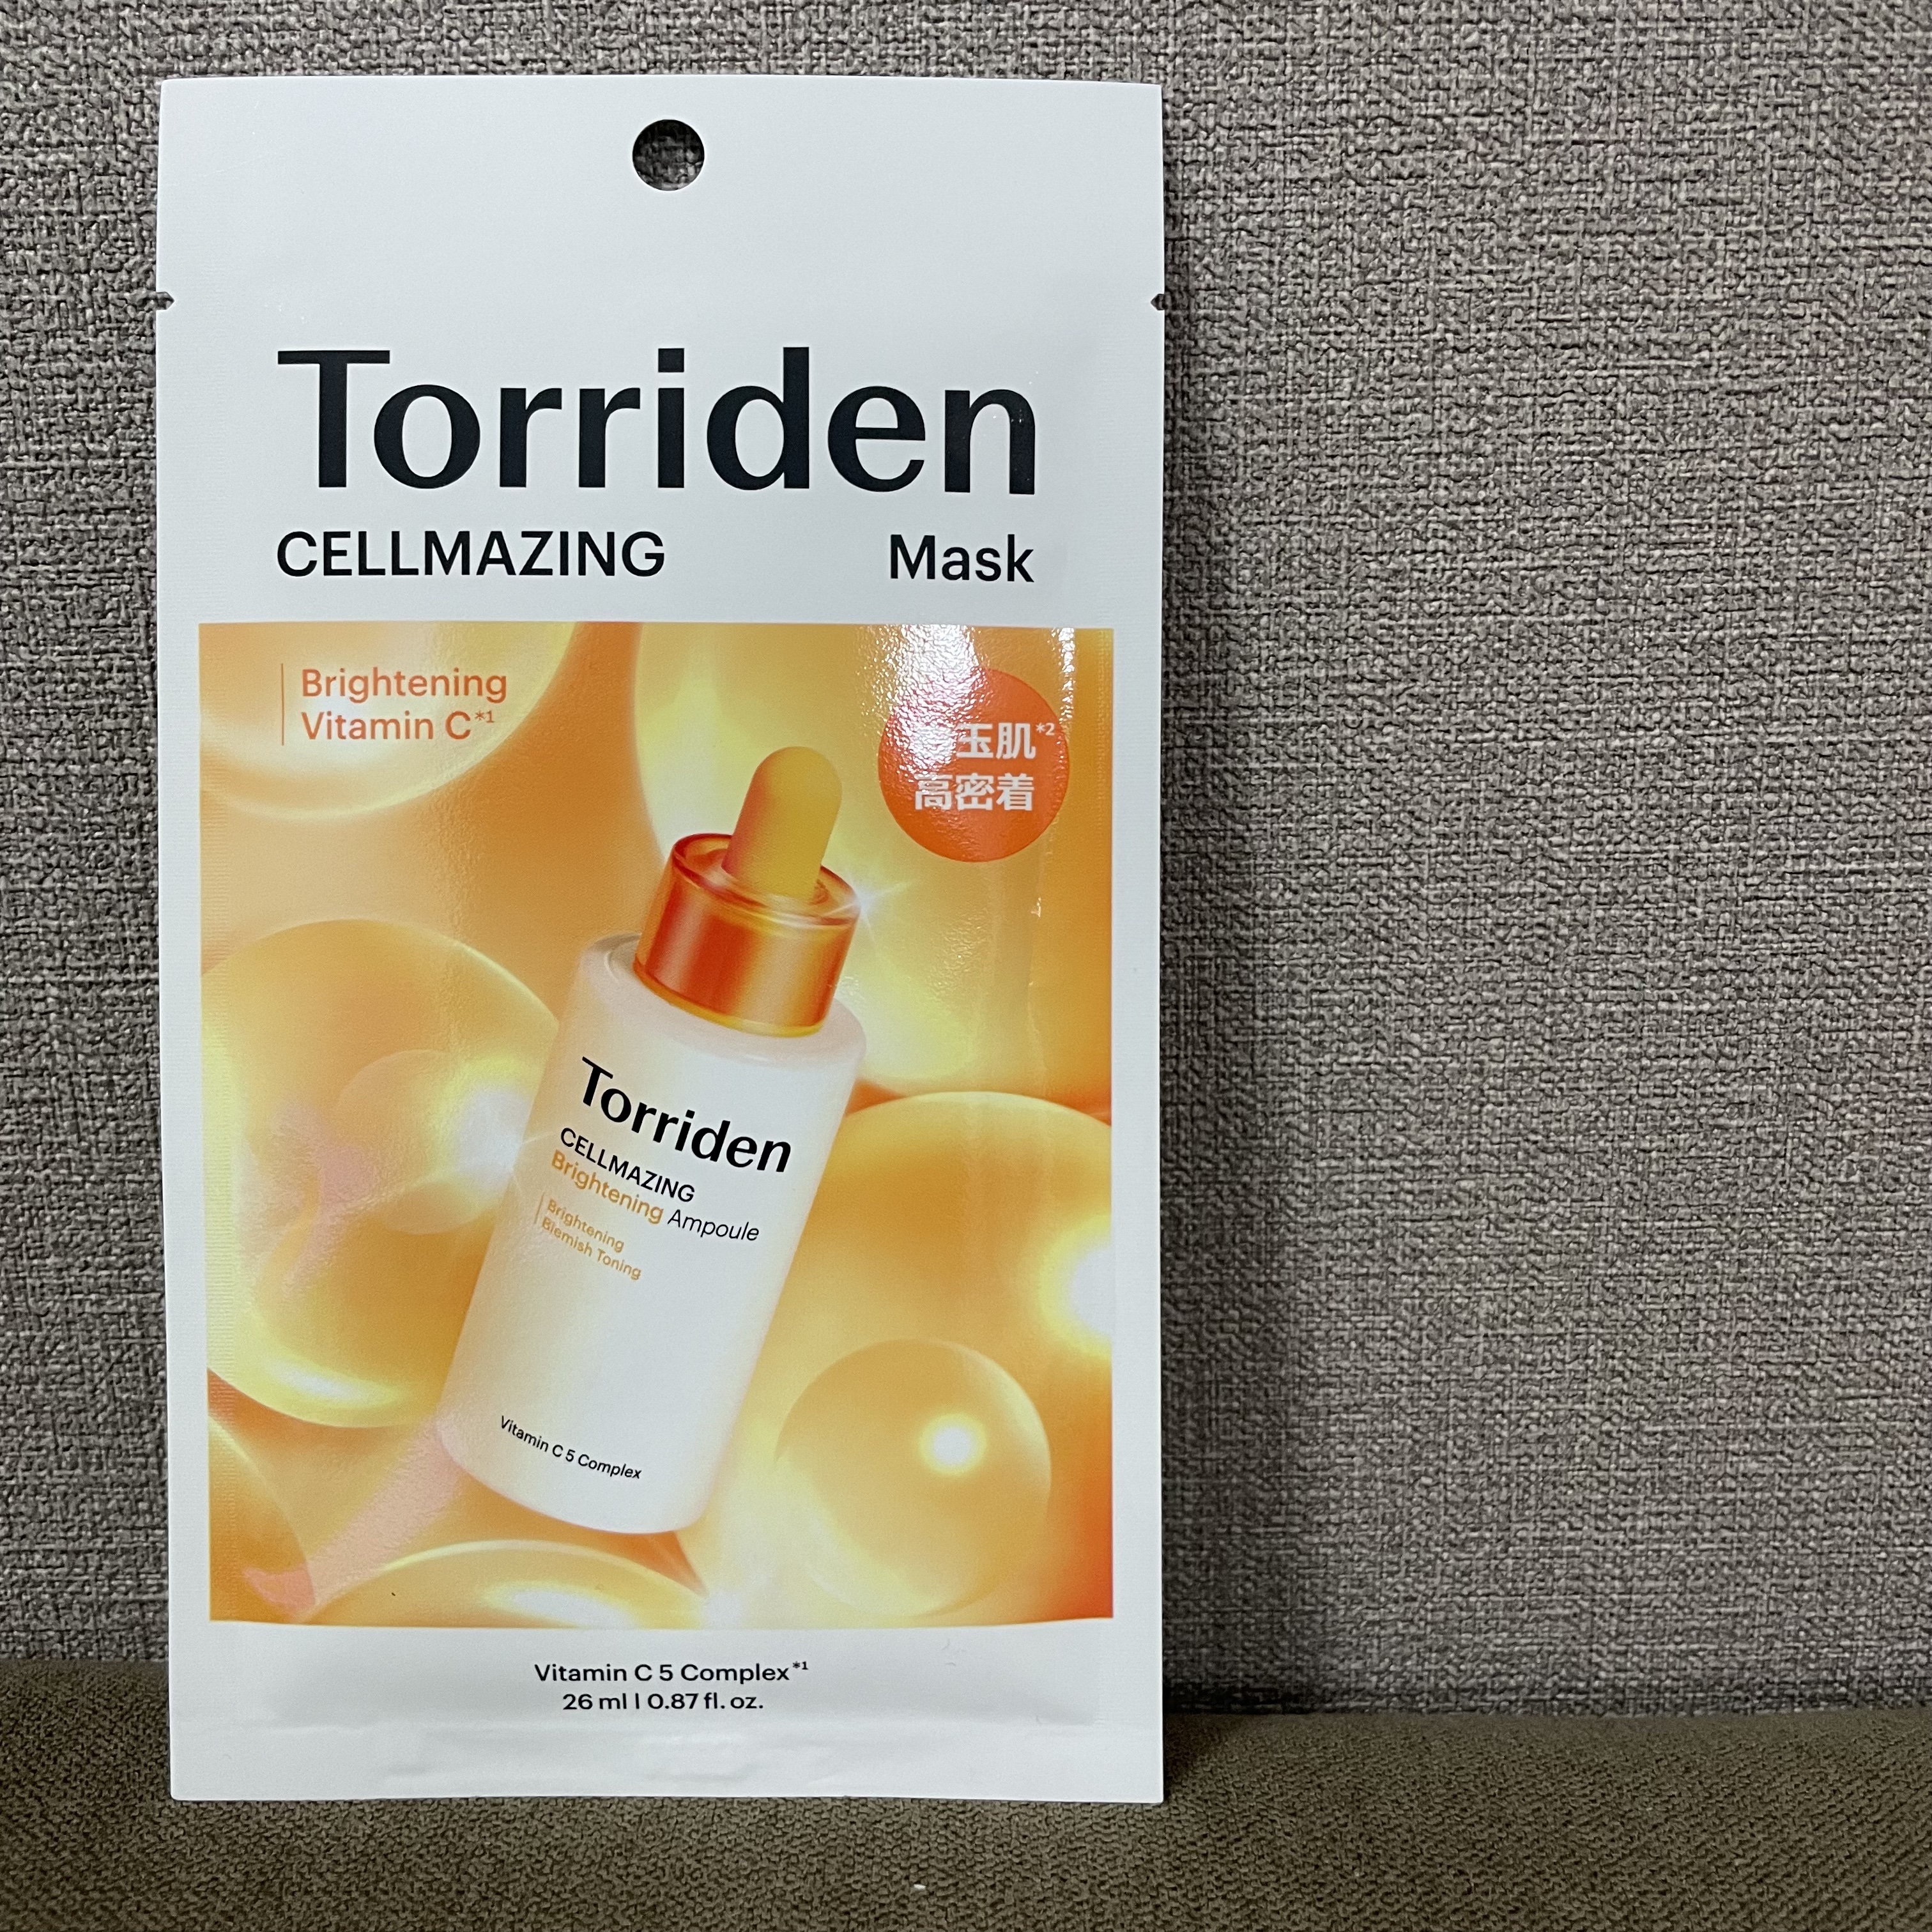 Torriden
CELLMAZING Mask
Brightening
Vitamin C*1
玉肌*2
高密着
Torriden
CELLMAZING
Brightening Ampoule
Brightening
Blemish Toning
Vitamin C 5 Complex
Vitamin C 5 Complex*1
26 ml | 0.87 fl. oz.